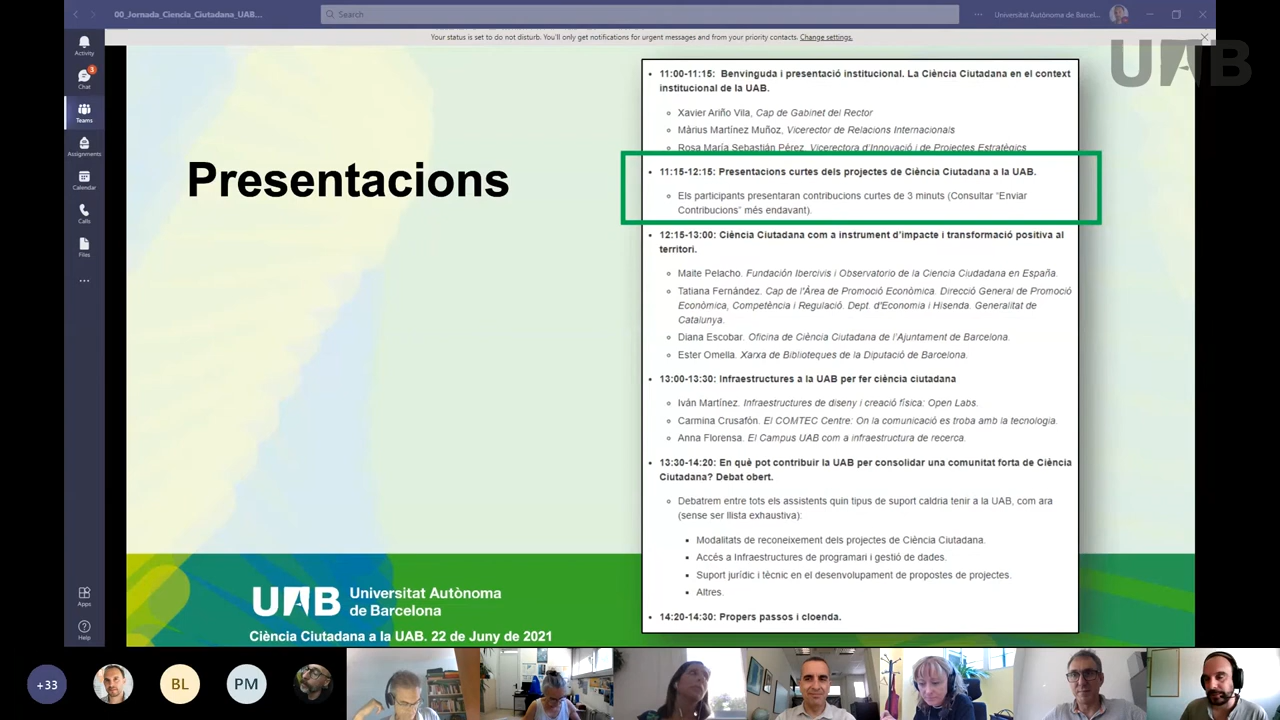 00_Jornada_Ciencia_Ciutadana_UAB...
Search
Universitat Autònoma de Barcel...
Your status is set to do not disturb. You'll only get notifications for urgent messages and from your priority contacts. Change settings.
Activity
3
Chat
Teams
Assignments
Calendar
Calls
Files
Apps
Help
UAB
Presentacions
11:00-11:15: Benvinguda i presentació institucional. La Ciència Ciutadana en el context
institucional de la UAB.
Xavier Ariño Vila, Cap de Gabinet del Rector
Màrius Martínez Muñoz, Vicerector de Relacions Internacionals
Rosa María Sebastián Pérez, Vicerectora d'Innovació i de Projectes Estratègics
11:15-12:15: Presentacions curtes dels projectes de Ciència Ciutadana a la UAB.
Els participants presentaran contribucions curtes de 3 minuts (Consultar "Enviar
Contribucions" més endavant).
12:15-13:00: Ciència Ciutadana com a instrument d'impacte i transformació positiva al
territori.
Maite Pelacho. Fundación Ibercivis i Observatorio de la Ciencia Ciudadana en España.
Tatiana Fernàndez. Cap de l'Àrea de Promoció Econòmica. Direcció General de Promoció
Econòmica, Competència i Regulació. Dept. d'Economia i Hisenda. Generalitat de
Catalunya.
Diana Escobar. Oficina de Ciència Ciutadana de l'Ajuntament de Barcelona.
Ester Omella. Xarxa de Biblioteques de la Diputació de Barcelona.
13:00-13:30: Infraestructures a la UAB per fer ciència ciutadana
Iván Martínez. Infraestructures de diseny i creació física: Open Labs.
Carmina Crusafón. El COMTEC Centre: On la comunicació es troba amb la tecnologia.
Anna Florensa. El Campus UAB com a infraestructura de recerca.
13:30-14:20: En què pot contribuir la UAB per consolidar una comunitat forta de Ciència
Ciutadana? Debat obert.
Debatrem entre tots els assistents quin tipus de suport caldria tenir a la UAB, com ara
(sense ser llista exhaustiva):
Modalitats de reconeixement dels projectes de Ciència Ciutadana.
Accès a Infraestructures de programari i gestió de dades.
Suport jurídic i tècnic en el desenvolupament de propostes de projectes.
Altres.
14:20-14:30: Propers passos i cloenda.
UAB Universitat Autònoma
de Barcelona
Ciència Ciutadana a la UAB. 22 de Juny de 2021
+33
BL
PM